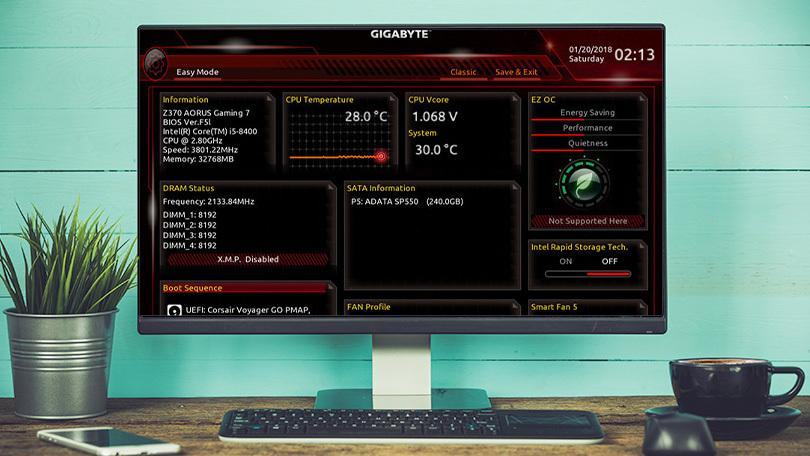 GIGABYTE
01/20/2018
Saturday
02:13
Easy Mode
Classic
Save & Exit
Information
Z370 AORUS Gaming 7
BIOS Ver.F5l
Intel(R) Core(TM) i5-8400
CPU @ 2.80GHz
Speed: 3801.22MHz
Memory: 32768MB
CPU Temperature
28.0 °C
CPU Vcore
1.068 V
System
30.0 °C
EZ OC
Energy Saving
Performance
Quietness
Not Supported Here
DRAM Status
Frequency: 2133.84MHz
DIMM_1: 8192
DIMM_2: 8192
DIMM_3: 8192
DIMM_4: 8192
X.M.P. Disabled
SATA Information
P5: ADATA SP550 (240.0GB)
Intel Rapid Storage Tech.
ON
OFF
Boot Sequence
UEFI: Corsair Voyager GO PMAP,
FAN Profile
Smart Fan 5